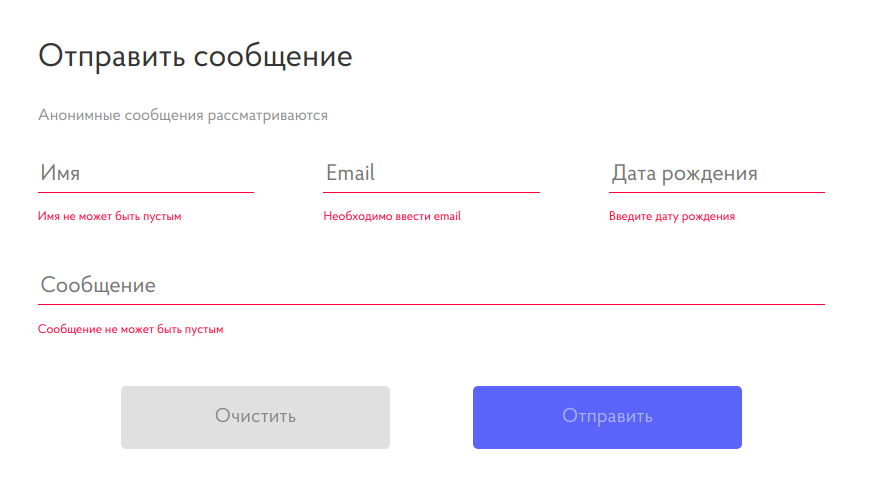 Отправить сообщение
Анонимные сообщения рассматриваются
Имя Email Дата рождения
Имя не может быть пустым Необходимо ввести email Введите дату рождения
Сообщение
Сообщение не может быть пустым
Очистить Отправить